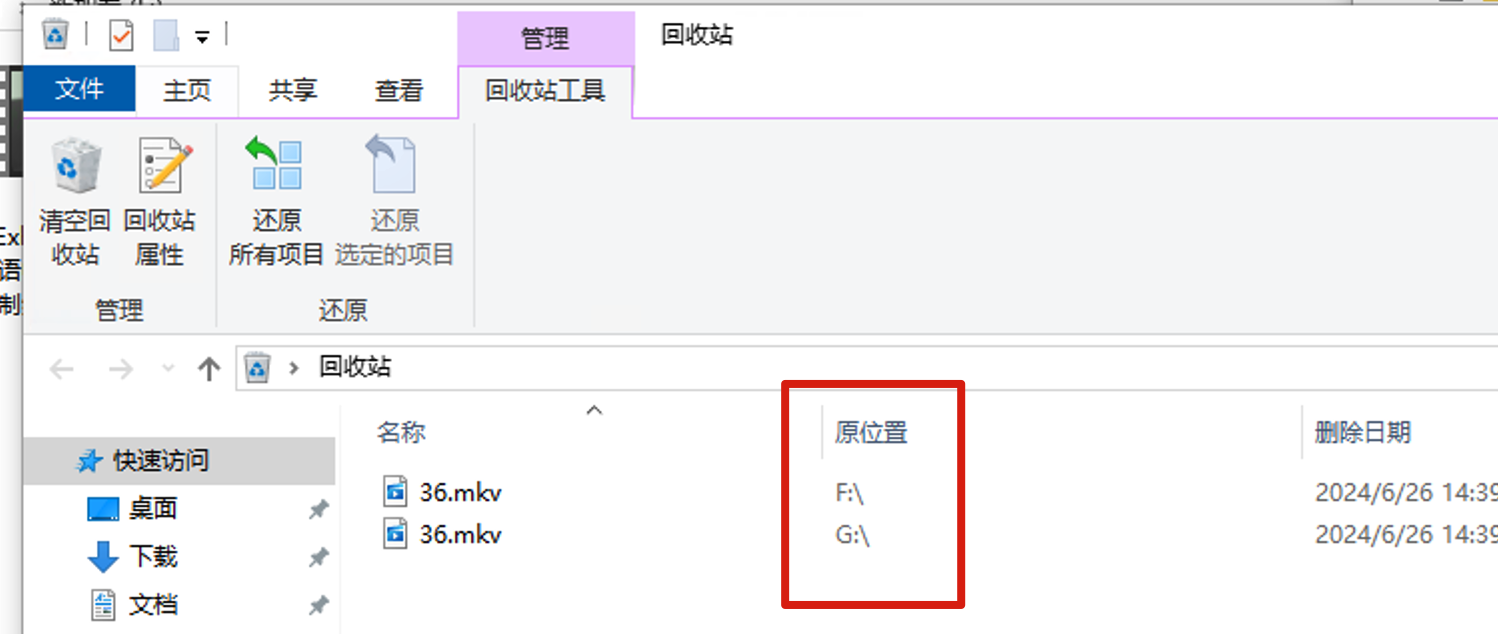 管理
回收站
文件
主页
共享
查看
回收站工具
清空回
收站
回收站
属性
还原
所有项目
还原
选定的项目
管理
还原
回收站
名称
原位置
删除日期
快速访问
36.mkv
F:\
2024/6/26 14:39
桌面
36.mkv
G:\
2024/6/26 14:39
下载
文档